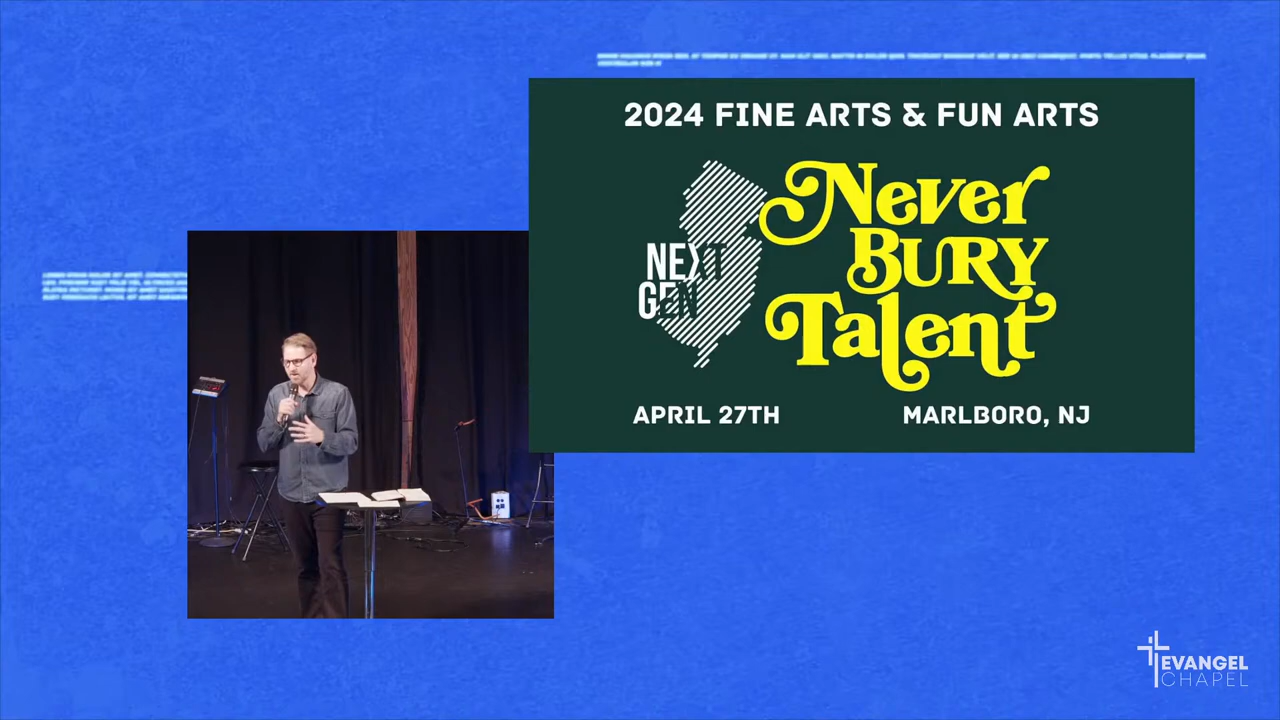 2024 FINE ARTS & FUN ARTS
NEXT
GEN
Never
BURY
Talent
APRIL 27TH
MARLBORO, NJ
EVANGEL
CHAPEL